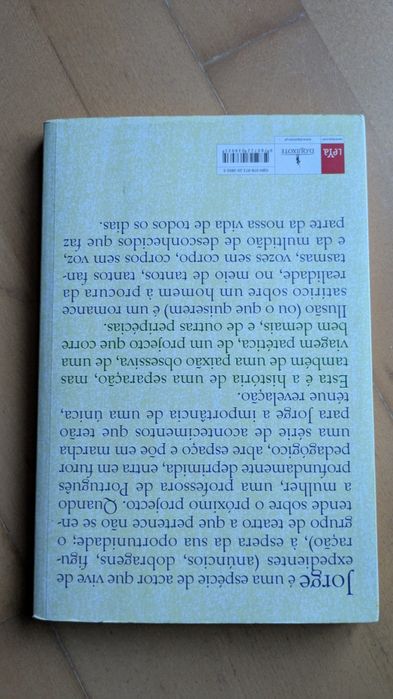 Jorge é uma espécie de actor que vive de
expedientes (anúncios, dobragens, figu-
ração), à espera da sua oportunidade; o
grupo de teatro a que pertence não se en-
tende sobre o próximo projecto. Quando
a mulher, uma professora de Português
profundamente deprimida, entra em furor
pedagógico, abre espaço e põe em marcha
uma série de acontecimentos que terão
para Jorge a importância de uma única,
ténue revelação.
Esta é a história de uma separação, mas
também de uma paixão obsessiva, de uma
viagem patética, de um projecto que corre
bem demais, e de outras peripécias.
Ilusão (ou o que quiserem) é um romance
satírico sobre um homem à procura da
realidade, no meio de tantos, tantos fan-
tasmas, vozes sem corpo, corpos sem voz,
e da multidão de desconhecidos que faz
parte da nossa vida de todos os dias.
LeYa
D.QUIXOTE